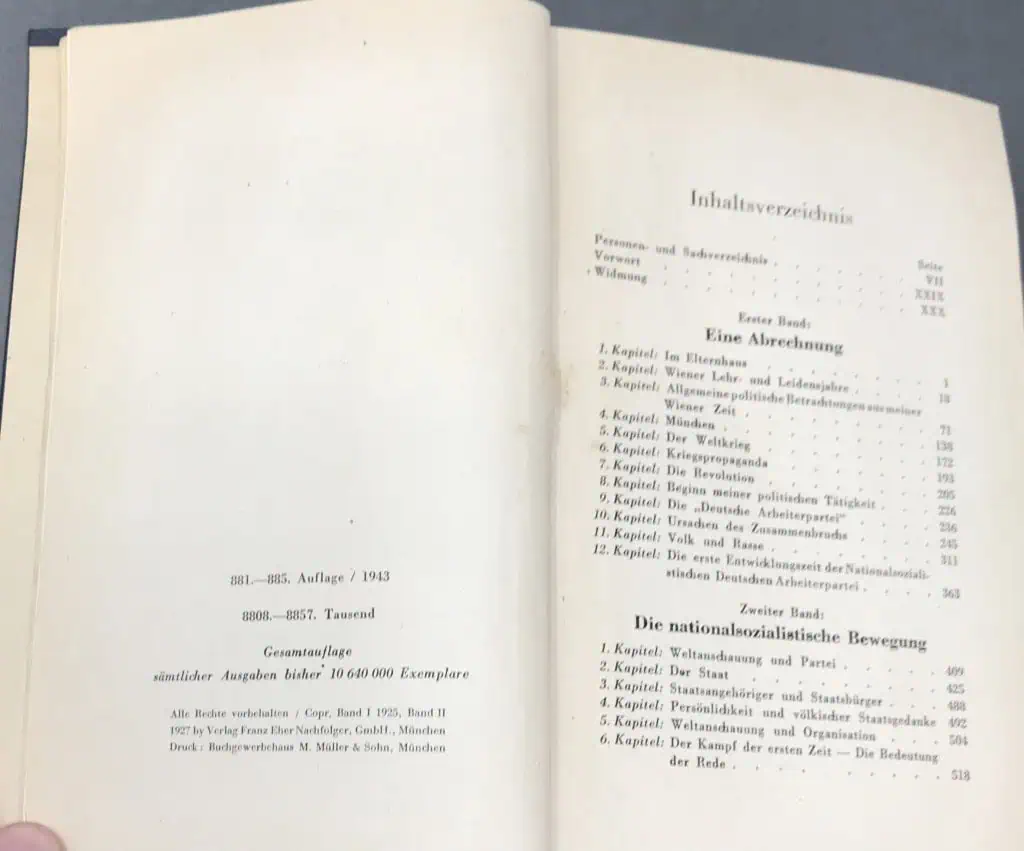 881.—885. Auflage / 1943
8808.—8857. Tausend
Gesamtauflage
sämtlicher Ausgaben bisher 10 640 000 Exemplare
Alle Rechte vorbehalten / Copr. Band I 1925, Band II
1927 by Verlag Franz Eher Nachfolger, GmbH., München
Druck: Buchgewerbehaus M. Müller & Sohn, München
Inhaltsverzeichnis
Seite
Personen- und Sachverzeichnis . . . . . . . VII
Vorwort . . . . . . . . . . . XXIX
Widmung . . . . . . . . . . . XXX
Erster Band:
Eine Abrechnung
1. Kapitel: Im Elternhaus . . . . . . . . 1
2. Kapitel: Wiener Lehr- und Leidensjahre . . . . 18
3. Kapitel: Allgemeine politische Betrachtungen aus meiner
Wiener Zeit . . . . . . . . 71
4. Kapitel: München . . . . . . . . . 138
5. Kapitel: Der Weltkrieg . . . . . . . 172
6. Kapitel: Kriegspropaganda . . . . . . 193
7. Kapitel: Die Revolution . . . . . . . 205
8. Kapitel: Beginn meiner politischen Tätigkeit . . . 226
9. Kapitel: Die „Deutsche Arbeiterpartei“ . . . . 236
10. Kapitel: Ursachen des Zusammenbruchs . . . . 245
11. Kapitel: Volk und Rasse . . . . . . . 311
12. Kapitel: Die erste Entwicklungszeit der Nationalsoziali-
stischen Deutschen Arbeiterpartei . . . . 363
Zweiter Band:
Die nationalsozialistische Bewegung
1. Kapitel: Weltanschauung und Partei . . . . . 409
2. Kapitel: Der Staat . . . . . . . . 425
3. Kapitel: Staatsangehöriger und Staatsbürger . . . 488
4. Kapitel: Persönlichkeit und völkischer Staatsgedanke 492
5. Kapitel: Weltanschauung und Organisation . . . 504
6. Kapitel: Der Kampf der ersten Zeit — Die Bedeutung
der Rede . . . . . . . . . 518